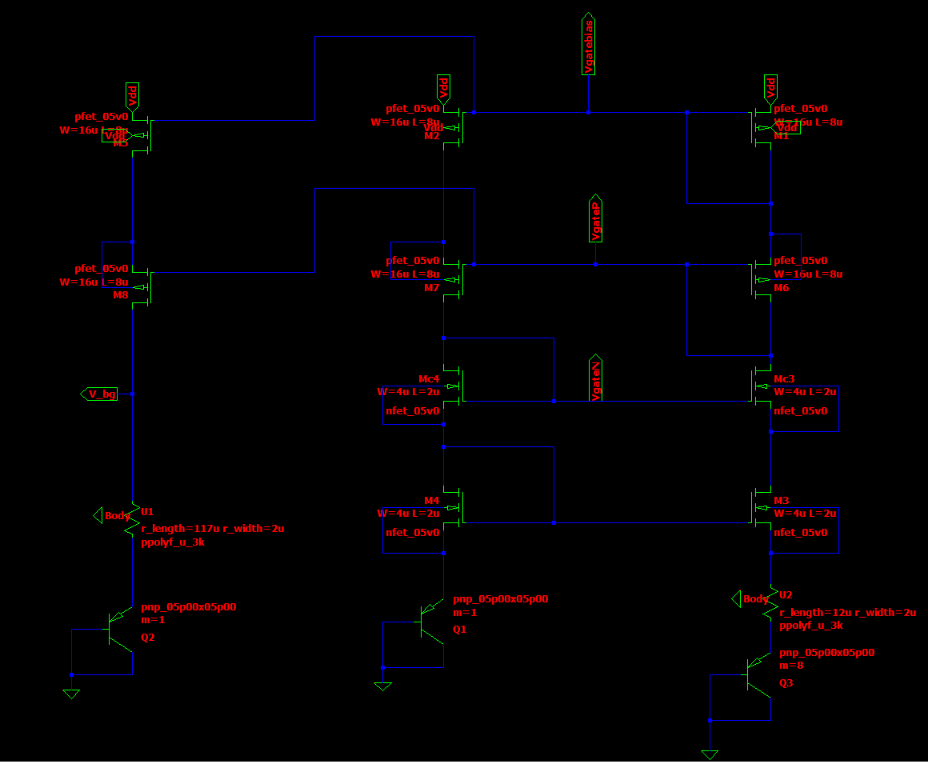 Vgatebias
Vdd
Vdd
Vdd
pfet_05v0
W=16u L=8u
Vdd
M5
pfet_05v0
W=16u L=8u
Vdd
M2
pfet_05v0
W=16u L=8u
Vdd
M1
VgateP
pfet_05v0
W=16u L=8u
M8
pfet_05v0
W=16u L=8u
M7
pfet_05v0
W=16u L=8u
M6
V_bg
Mc4
W=4u L=2u
nfet_05v0
VgateN
Mc3
W=4u L=2u
nfet_05v0
M4
W=4u L=2u
nfet_05v0
M3
W=4u L=2u
nfet_05v0
Body
U1
r_length=117u r_width=2u
ppolyf_u_3k
Body
U2
r_length=12u r_width=2u
ppolyf_u_3k
pnp_05p00x05p00
m=1
Q2
pnp_05p00x05p00
m=1
Q1
pnp_05p00x05p00
m=8
Q3